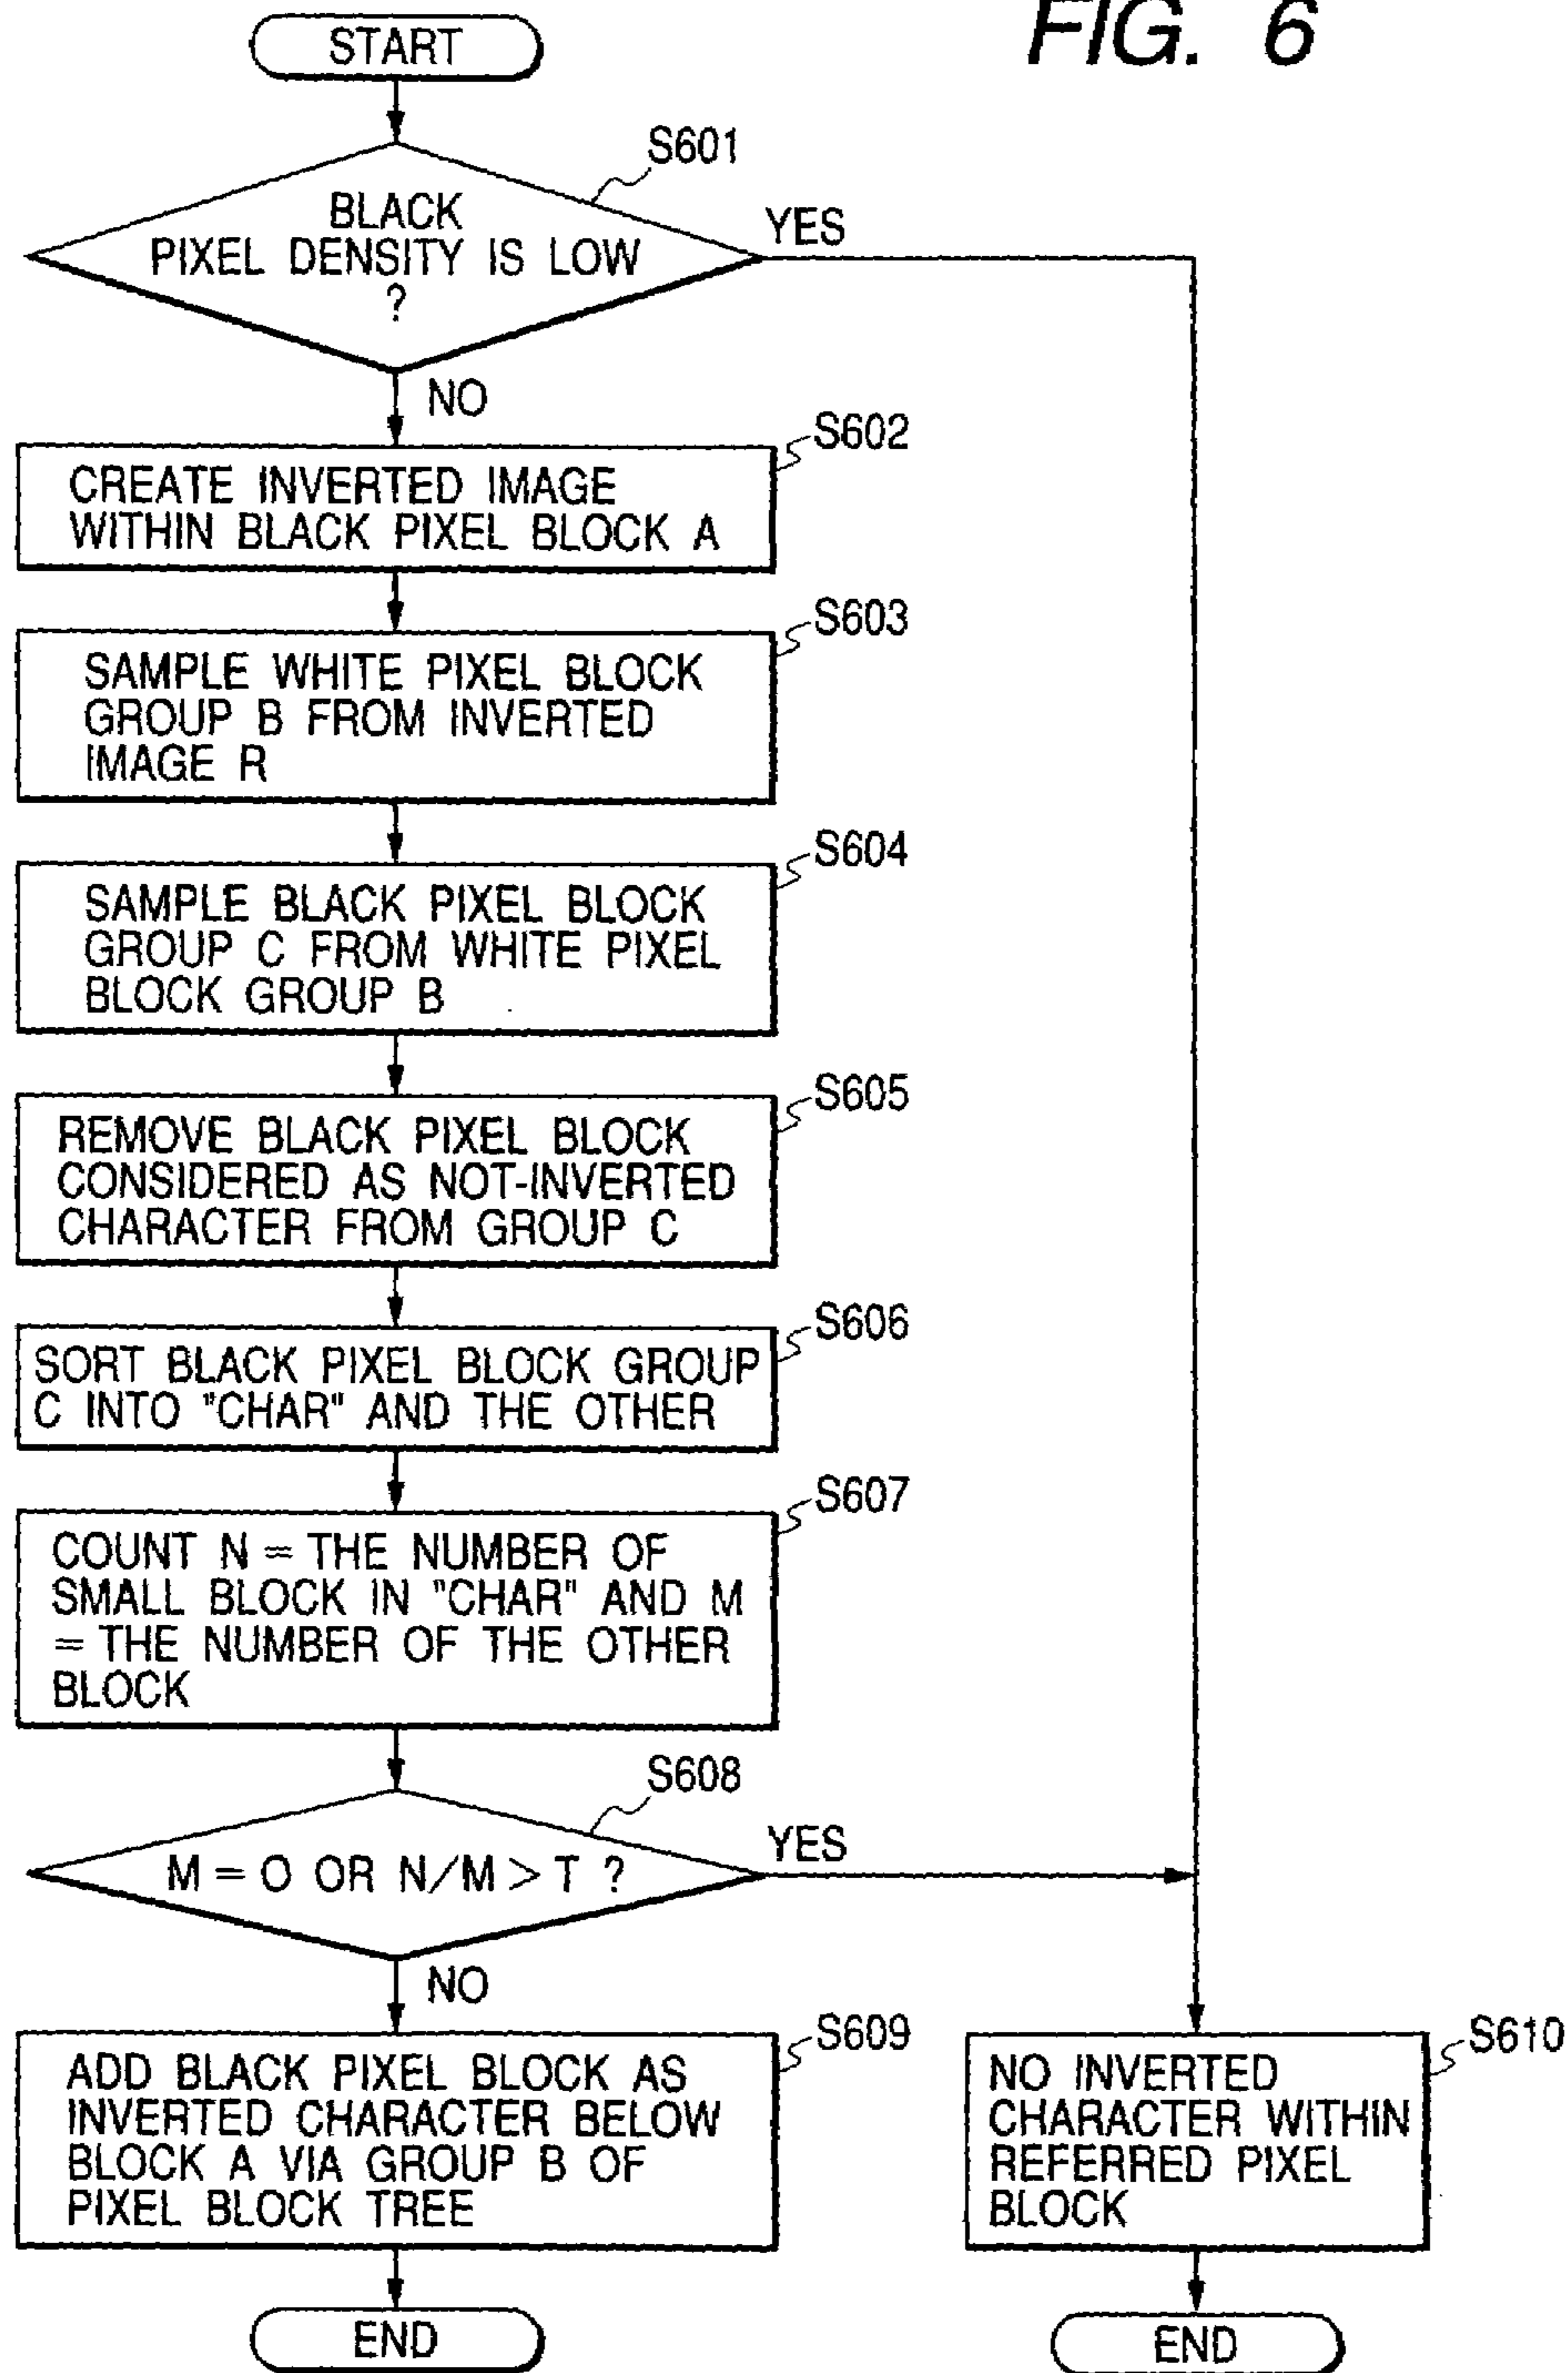 FIG. 6
START
S601
BLACK
PIXEL DENSITY IS LOW
?
YES
NO
S602
CREATE INVERTED IMAGE
WITHIN BLACK PIXEL BLOCK A
S603
SAMPLE WHITE PIXEL BLOCK
GROUP B FROM INVERTED
IMAGE R
S604
SAMPLE BLACK PIXEL BLOCK
GROUP C FROM WHITE PIXEL
BLOCK GROUP B
S605
REMOVE BLACK PIXEL BLOCK
CONSIDERED AS NOT-INVERTED
CHARACTER FROM GROUP C
S606
SORT BLACK PIXEL BLOCK GROUP
C INTO "CHAR" AND THE OTHER
S607
COUNT N = THE NUMBER OF
SMALL BLOCK IN "CHAR" AND M
= THE NUMBER OF THE OTHER
BLOCK
S608
M = O OR N/M > T ?
YES
NO
S609
ADD BLACK PIXEL BLOCK AS
INVERTED CHARACTER BELOW
BLOCK A VIA GROUP B OF
PIXEL BLOCK TREE
S610
NO INVERTED
CHARACTER WITHIN
REFERRED PIXEL
BLOCK
END
END